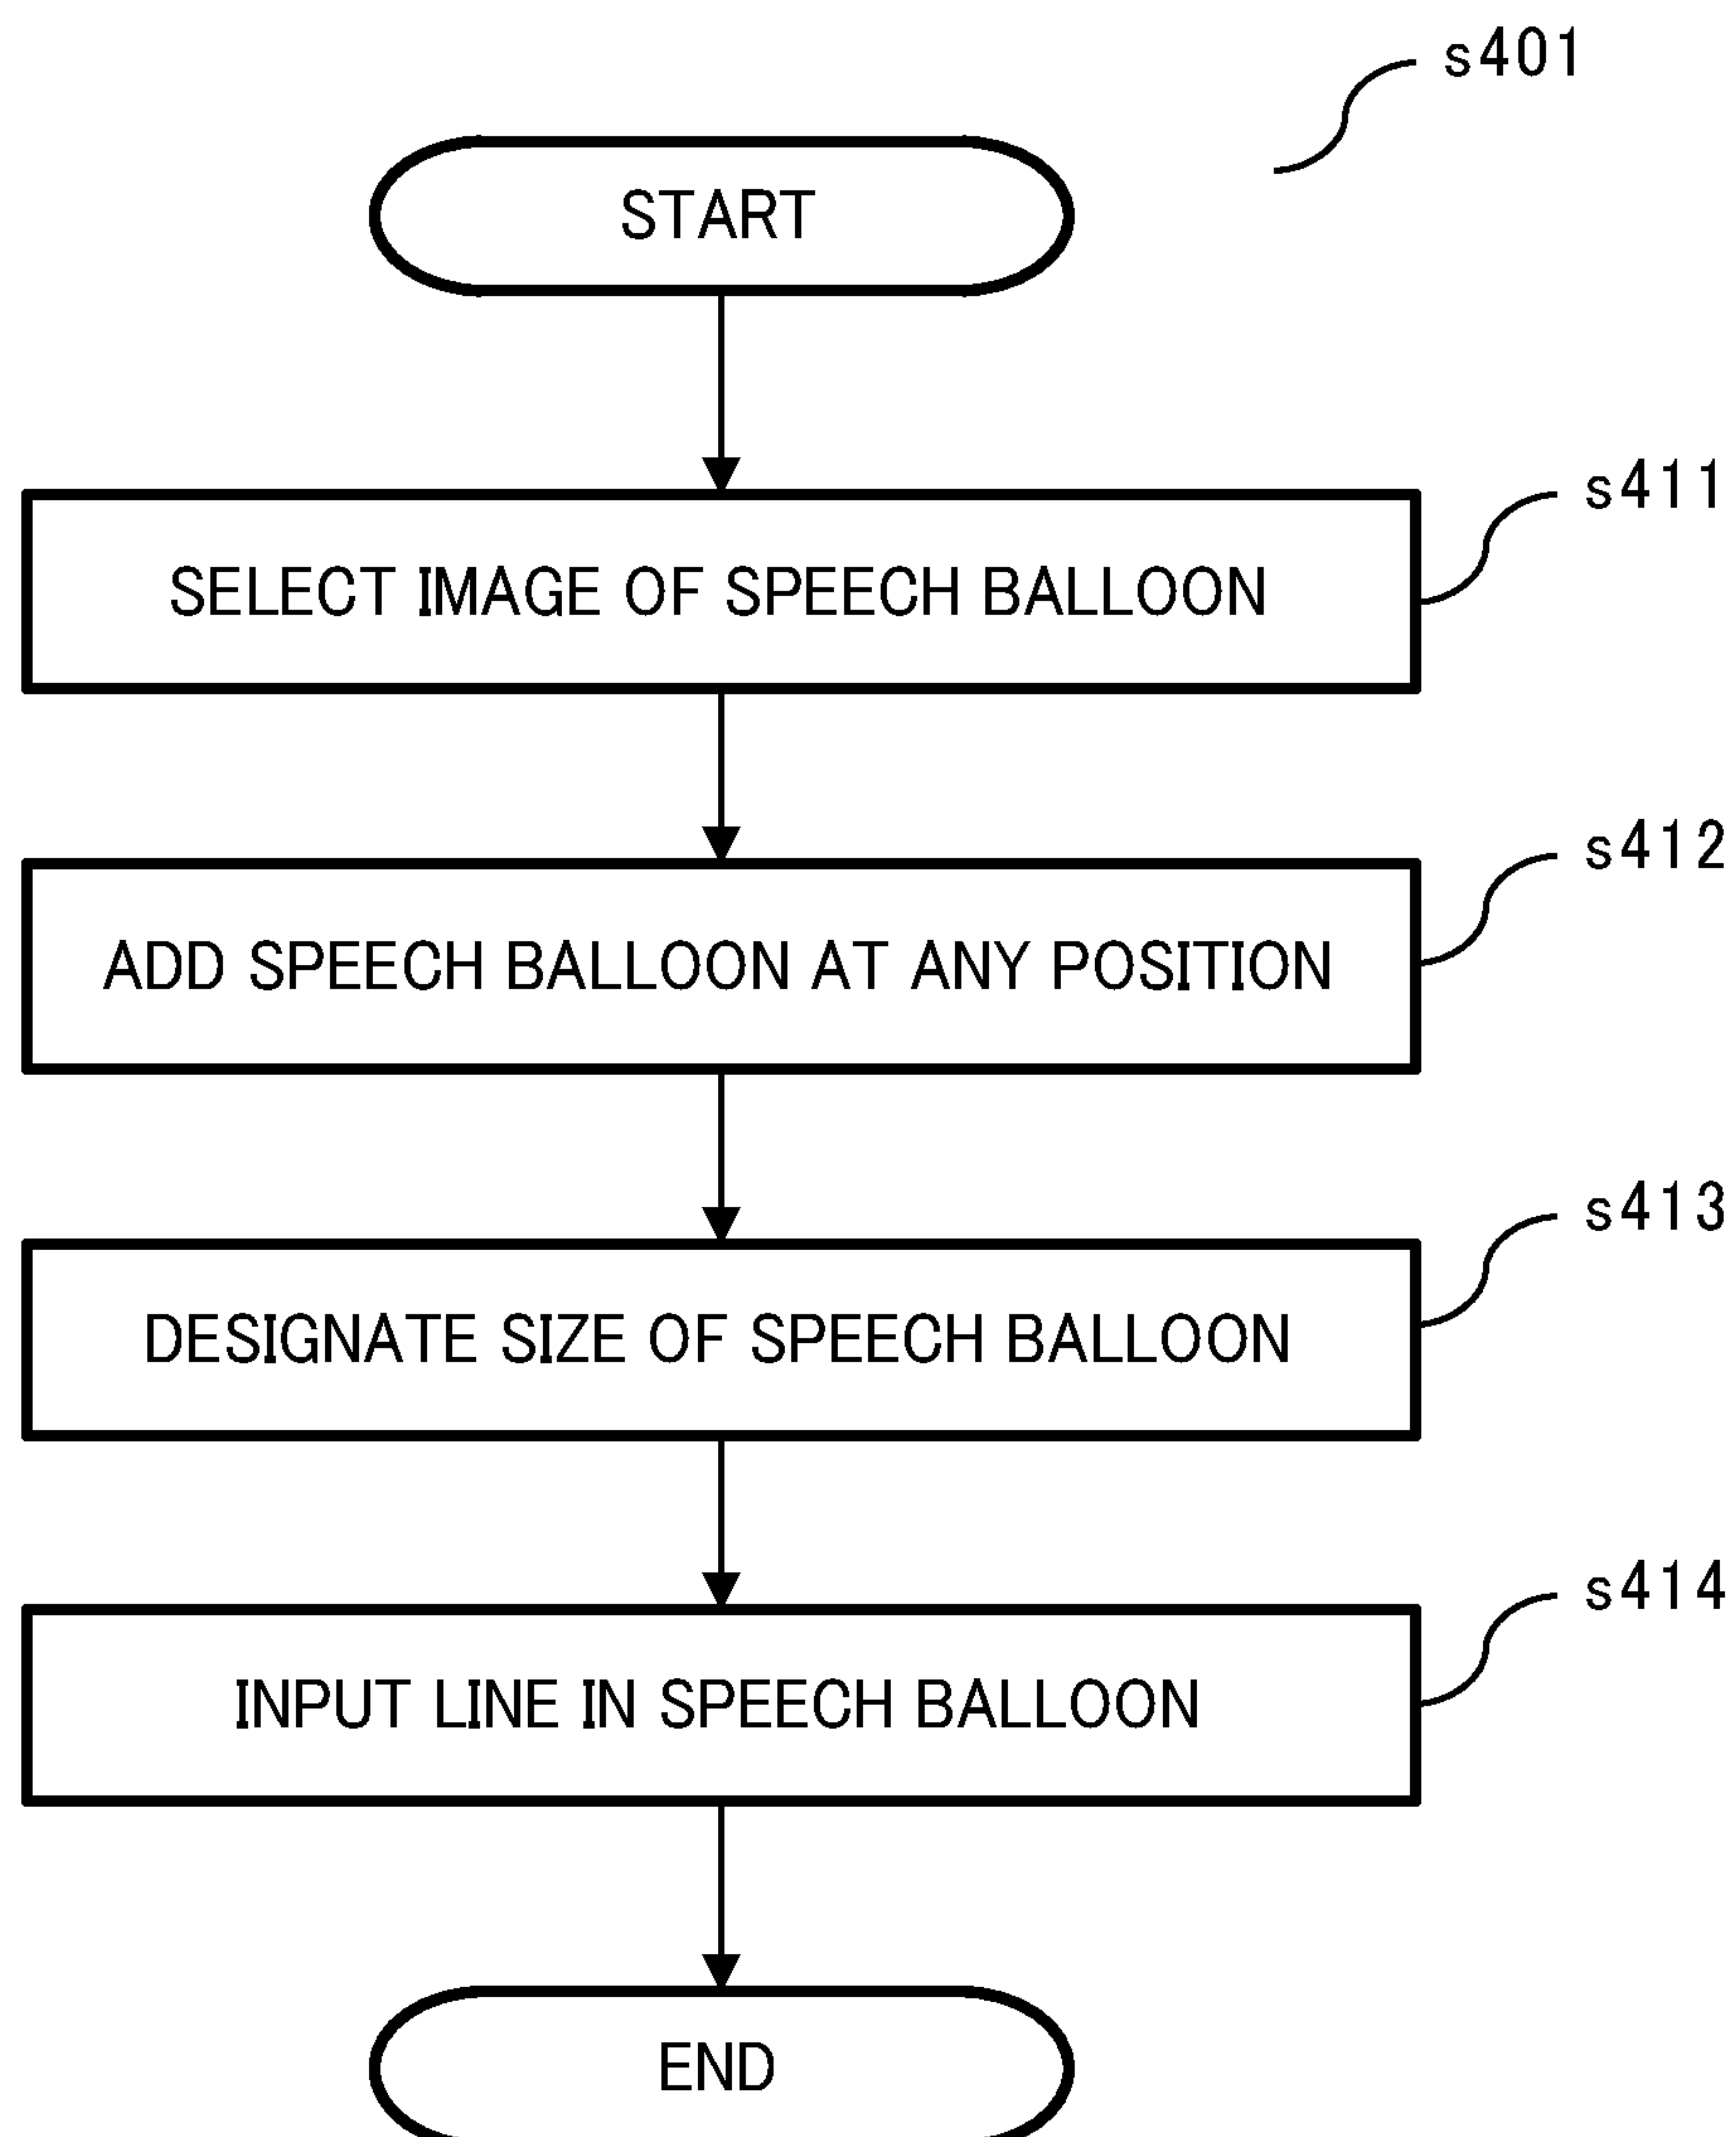 s401
START
s411
SELECT IMAGE OF SPEECH BALLOON
s412
ADD SPEECH BALLOON AT ANY POSITION
s413
DESIGNATE SIZE OF SPEECH BALLOON
s414
INPUT LINE IN SPEECH BALLOON
END